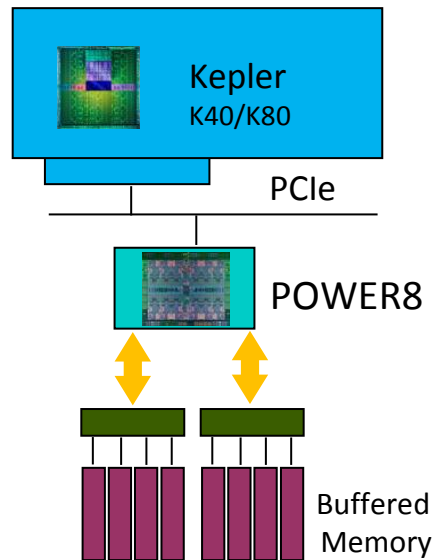 Kepler
K40/K80
PCIe
POWER8
Buffered
Memory